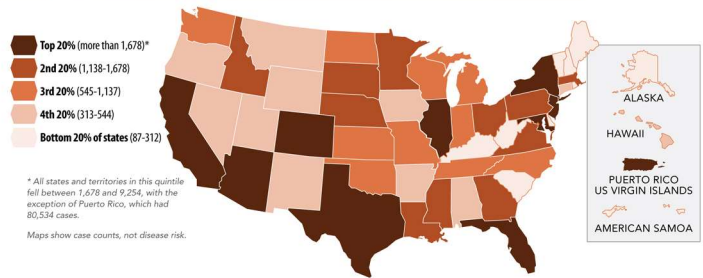 Top 20% (more than 1,678)*
2nd 20% (1,138-1,678)
3rd 20% (545-1,137)
4th 20% (313-544)
Bottom 20% of states (87-312)
* All states and territories in this quintile
fell between 1,678 and 9,254, with the
exception of Puerto Rico, which had
80,534 cases.
Maps show case counts, not disease risk.
ALASKA
HAWAII
PUERTO RICO
US VIRGIN ISLANDS
AMERICAN SAMOA